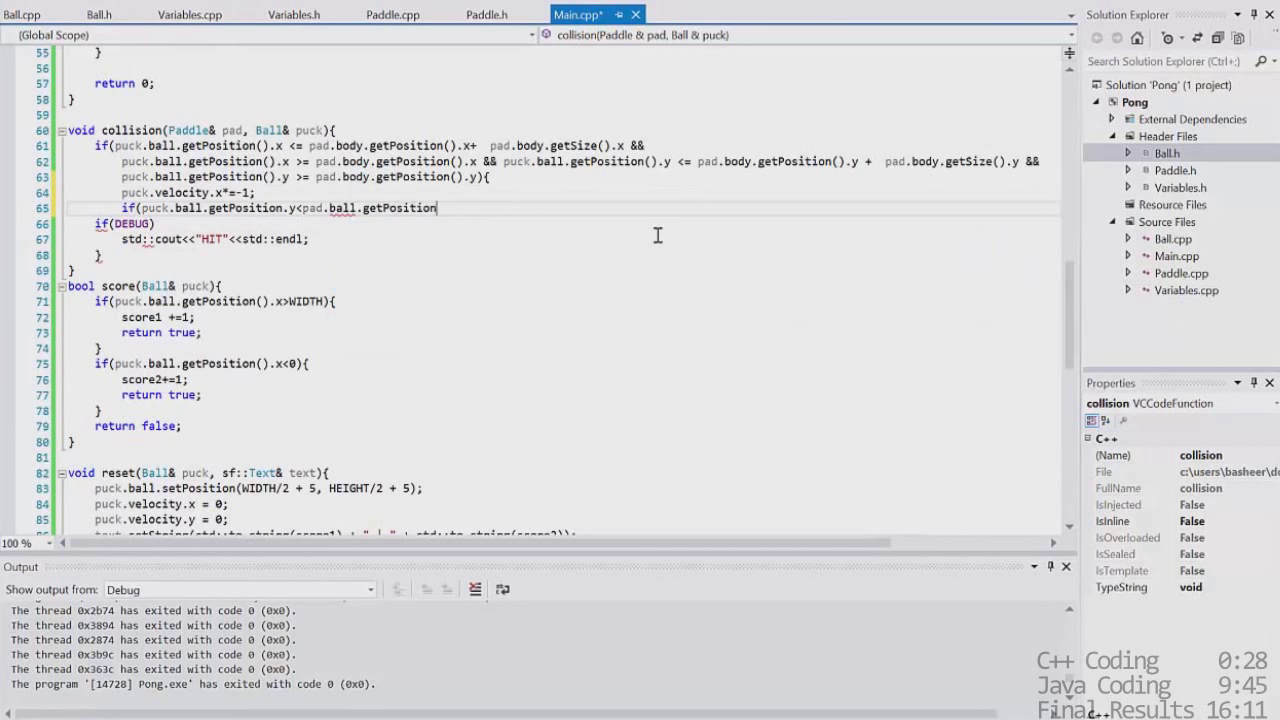 Ball.cpp Ball.h Variables.cpp Variables.h Paddle.cpp Paddle.h Main.cpp*
(Global Scope) collision(Paddle & pad, Ball & puck)
55 }
56
57 return 0;
58 }
59
60 void collision(Paddle& pad, Ball& puck){
61 if(puck.ball.getPosition().x <= pad.body.getPosition().x+  pad.body.getSize().x &&
62 puck.ball.getPosition().x >= pad.body.getPosition().x && puck.ball.getPosition().y <= pad.body.getPosition().y +  pad.body.getSize().y &&
63 puck.ball.getPosition().y >= pad.body.getPosition().y){
64 puck.velocity.x*=-1;
65 if(puck.ball.getPosition.y<pad.ball.getPosition
66 if(DEBUG)
67 std::cout<<"HIT"<<std::endl;
68 }
69 }
70 bool score(Ball& puck){
71 if(puck.ball.getPosition().x>WIDTH){
72 score1 +=1;
73 return true;
74 }
75 if(puck.ball.getPosition().x<0){
76 score2+=1;
77 return true;
78 }
79 return false;
80 }
81
82 void reset(Ball& puck, sf::Text& text){
83 puck.ball.setPosition(WIDTH/2 + 5, HEIGHT/2 + 5);
84 puck.velocity.x = 0;
85 puck.velocity.y = 0;
100 %
Output
Show output from: Debug
The thread 0x2b74 has exited with code 0 (0x0).
The thread 0x3894 has exited with code 0 (0x0).
The thread 0x2874 has exited with code 0 (0x0).
The thread 0x3b9c has exited with code 0 (0x0).
The thread 0x363c has exited with code 0 (0x0).
The program '[14728] Pong.exe' has exited with code 0 (0x0).
Solution Explorer
Search Solution Explorer (Ctrl+;)
Solution 'Pong' (1 project)
Pong
External Dependencies
Header Files
Ball.h
Paddle.h
Variables.h
Resource Files
Source Files
Ball.cpp
Main.cpp
Paddle.cpp
Variables.cpp
Properties
collision VCCodeFunction
C++
(Name) collision
File c:\users\basheer\do
FullName collision
IsInjected False
IsInline False
IsOverloaded False
IsSealed False
IsTemplate False
TypeString void
C++ Coding 0:28
Java Coding 9:45
Final Results 16:11
C++